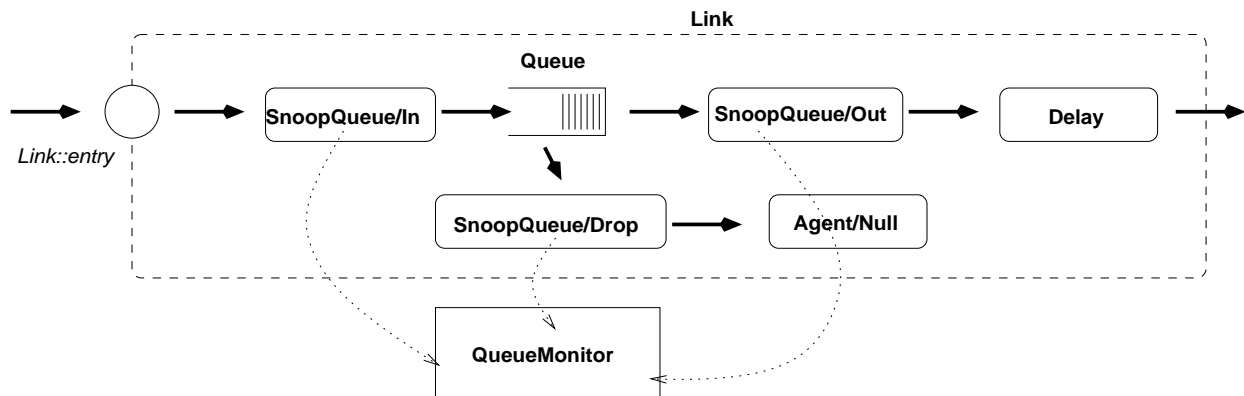 Link
Queue
SnoopQueue/In
SnoopQueue/Out
Delay
Link::entry
SnoopQueue/Drop
Agent/Null
QueueMonitor